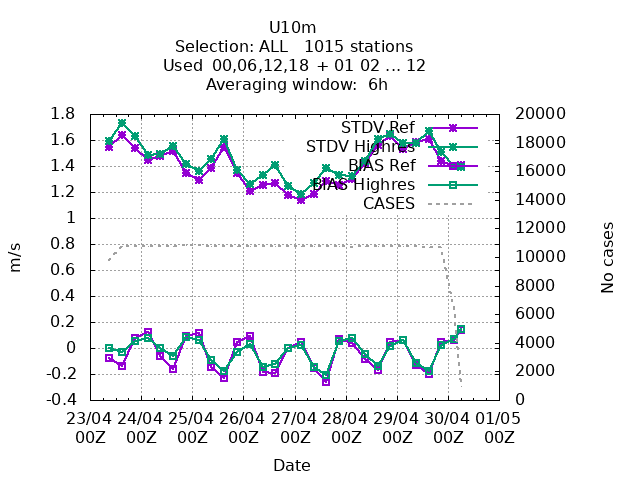 U10m
Selection: ALL 1015 stations
Used 00,06,12,18 + 01 02 ... 12
Averaging window: 6h
1.8
1.6
1.4
1.2
1
0.8
0.6
0.4
0.2
0
-0.2
-0.4
m/s
STDV Ref
STDV Highres
BIAS Ref
BIAS Highres
CASES
20000
18000
16000
14000
12000
10000
8000
6000
4000
2000
0
No cases
23/04 24/04 25/04 26/04 27/04 28/04 29/04 30/04 01/05
00Z 00Z 00Z 00Z 00Z 00Z 00Z 00Z 00Z
Date